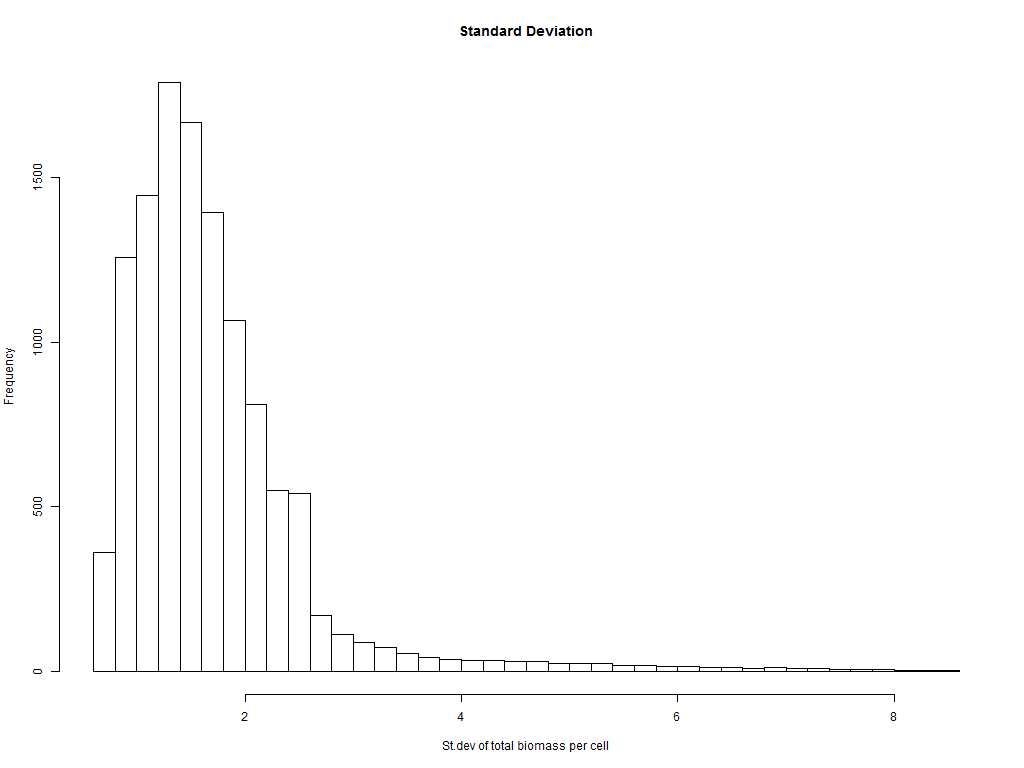 Standard Deviation
1500
1000
500
0
Frequency
2 4 6 8
St.dev of total biomass per cell